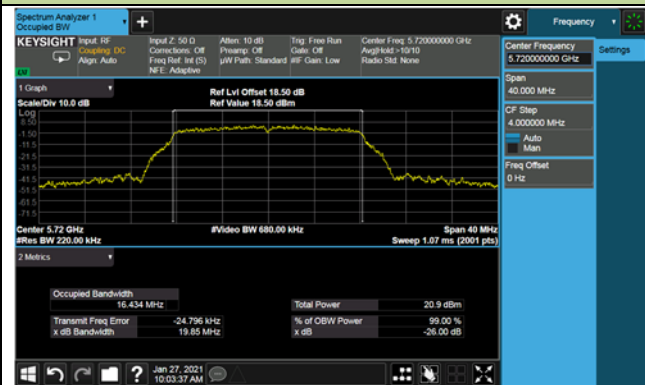 Spectrum Analyzer 1
Occupied BW
KEYSIGHT
Input: RF
Coupling: DC
Align: Auto
Input Z: 50 Ω
Corrections: Off
Freq Ref: Int (S)
NFE: Adaptive
Atten: 10 dB
Preamp: Off
µW Path: Standard
Trig: Free Run
Gate: Off
#IF Gain: Low
Center Freq: 5.720000000 GHz
Avg|Hold:>10/10
Radio Std: None
1 Graph
Scale/Div 10.0 dB
Ref Lvl Offset 18.50 dB
Ref Value 18.50 dBm
Log
8.50
-1.50
-11.5
-21.5
-31.5
-41.5
-51.5
-61.5
-71.5
Center 5.72 GHz
#Res BW 220.00 kHz
#Video BW 680.00 kHz
Span 40 MHz
Sweep 1.07 ms (2001 pts)
2 Metrics
Occupied Bandwidth
16.434 MHz
Total Power 20.9 dBm
Transmit Freq Error -24.796 kHz
% of OBW Power 99.00 %
x dB Bandwidth 19.85 MHz
x dB -26.00 dB
Jan 27, 2021
10:03:37 AM
Frequency
Settings
Center Frequency
5.720000000 GHz
Span
40.000 MHz
CF Step
4.000000 MHz
Auto
Man
Freq Offset
0 Hz